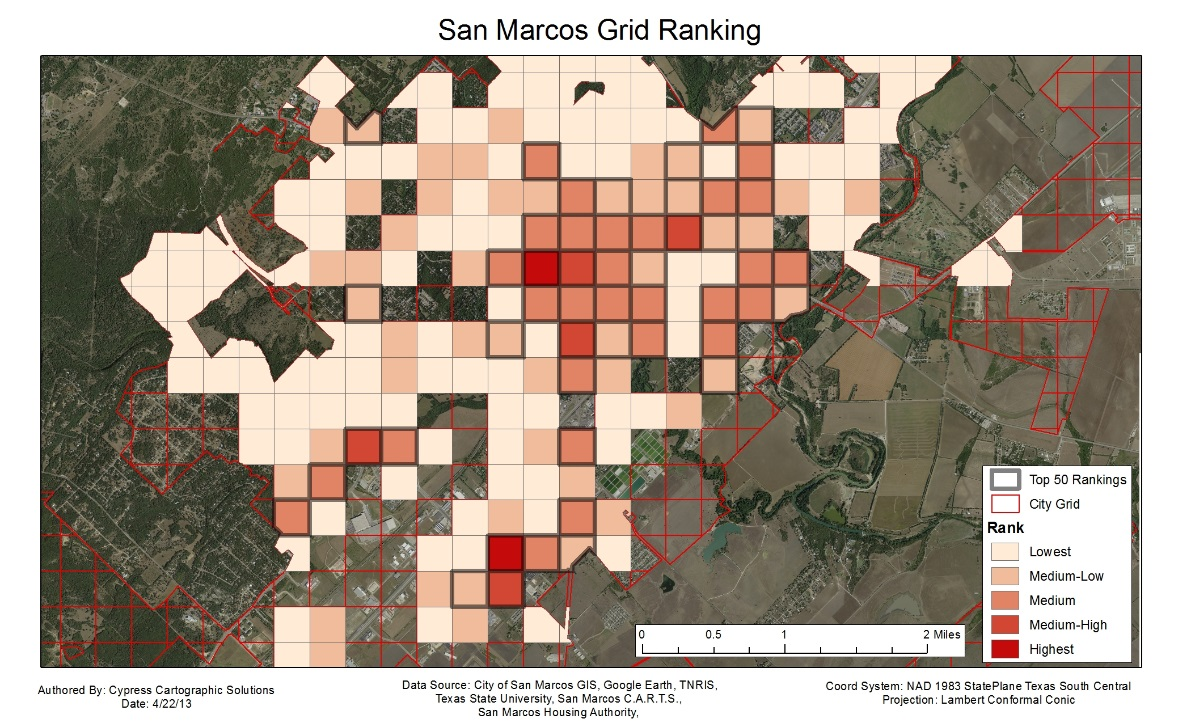 San Marcos Grid Ranking
Top 50 Rankings
City Grid
Rank
Lowest
Medium-Low
Medium
Medium-High
Highest
0 0.5 1 2 Miles
Authored By: Cypress Cartographic Solutions
Date: 4/22/13
Data Source: City of San Marcos GIS, Google Earth, TNRIS,
Texas State University, San Marcos C.A.R.T.S.,
San Marcos Housing Authority,
Coord System: NAD 1983 StatePlane Texas South Central
Projection: Lambert Conformal Conic